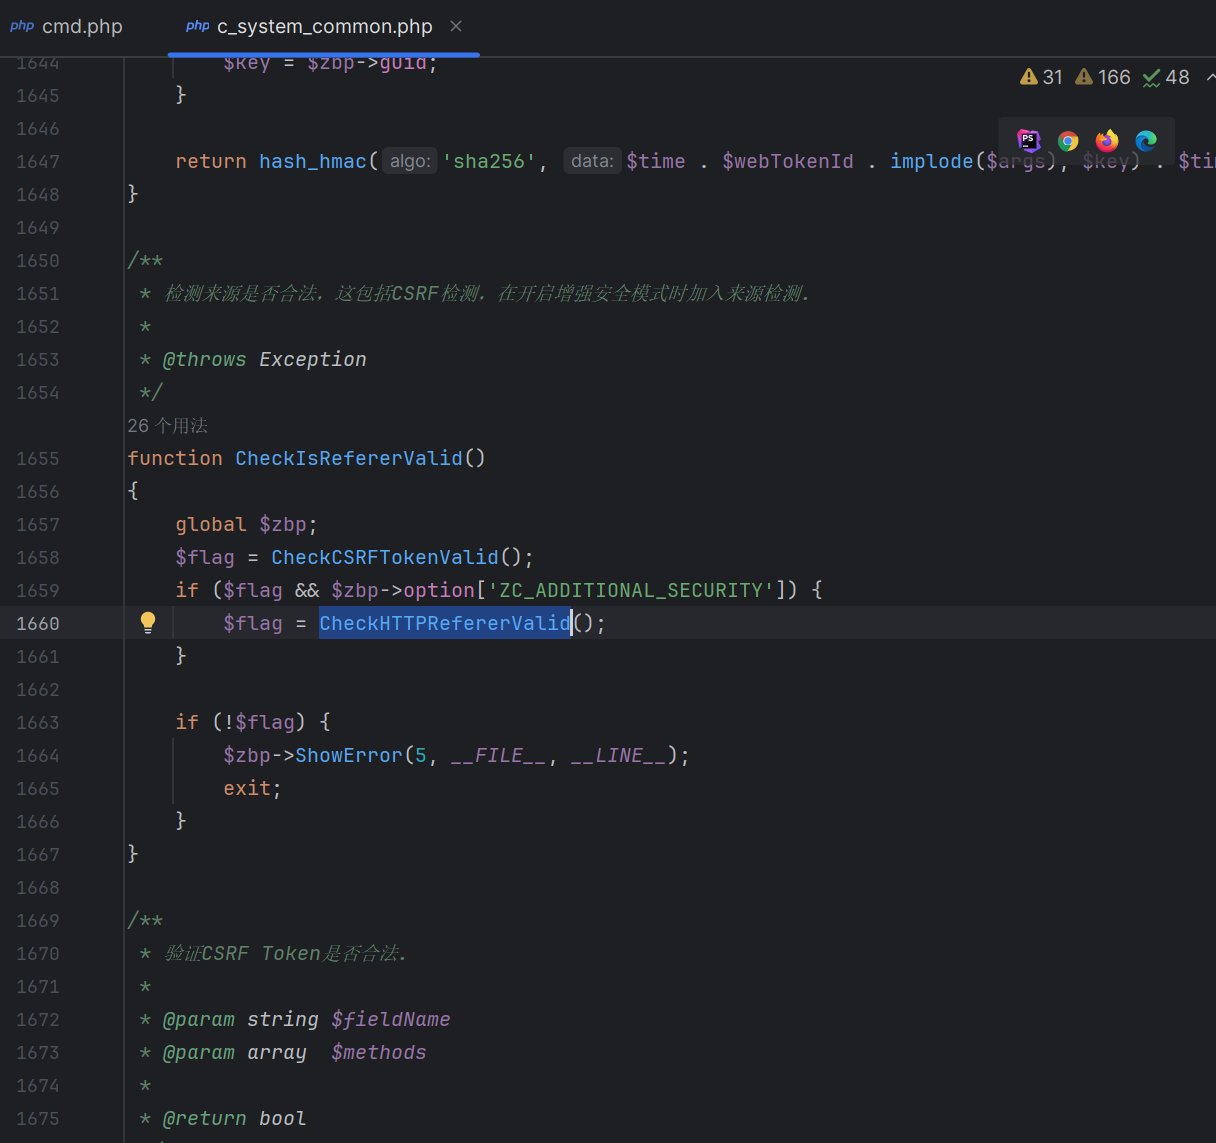 php cmd.php
php c_system_common.php ×
31 166 48
1644 $key = $zbp->guid;
1645 }
1646
1647 return hash_hmac( algo: 'sha256', data: $time . $webTokenId . implode($args), $key) . $ti
1648 }
1649
1650 /**
1651 * 检测来源是否合法，这包括CSRF检测，在开启增强安全模式时加入来源检测.
1652 *
1653 * @throws Exception
1654 */
26 个用法
1655 function CheckIsRefererValid()
1656 {
1657 global $zbp;
1658 $flag = CheckCSRFTokenValid();
1659 if ($flag && $zbp->option['ZC_ADDITIONAL_SECURITY']) {
1660 $flag = CheckHTTPRefererValid();
1661 }
1662
1663 if (!$flag) {
1664 $zbp->ShowError(5, __FILE__, __LINE__);
1665 exit;
1666 }
1667 }
1668
1669 /**
1670 * 验证CSRF Token是否合法.
1671 *
1672 * @param string $fieldName
1673 * @param array $methods
1674 *
1675 * @return bool